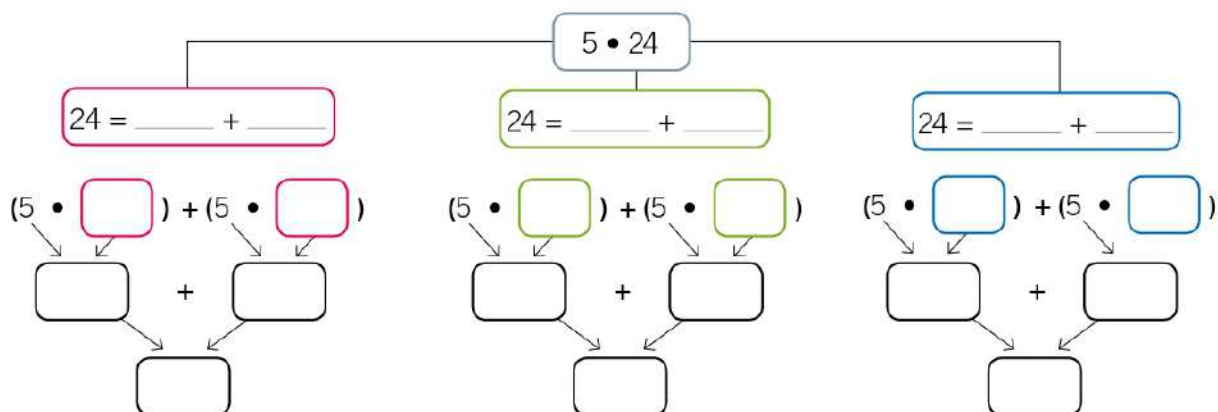 5 • 24
24 = ______ + ______ 24 = ______ + ______ 24 = ______ + ______
(5 • ) + (5 • ) (5 • ) + (5 • ) (5 • ) + (5 • )
+ + +